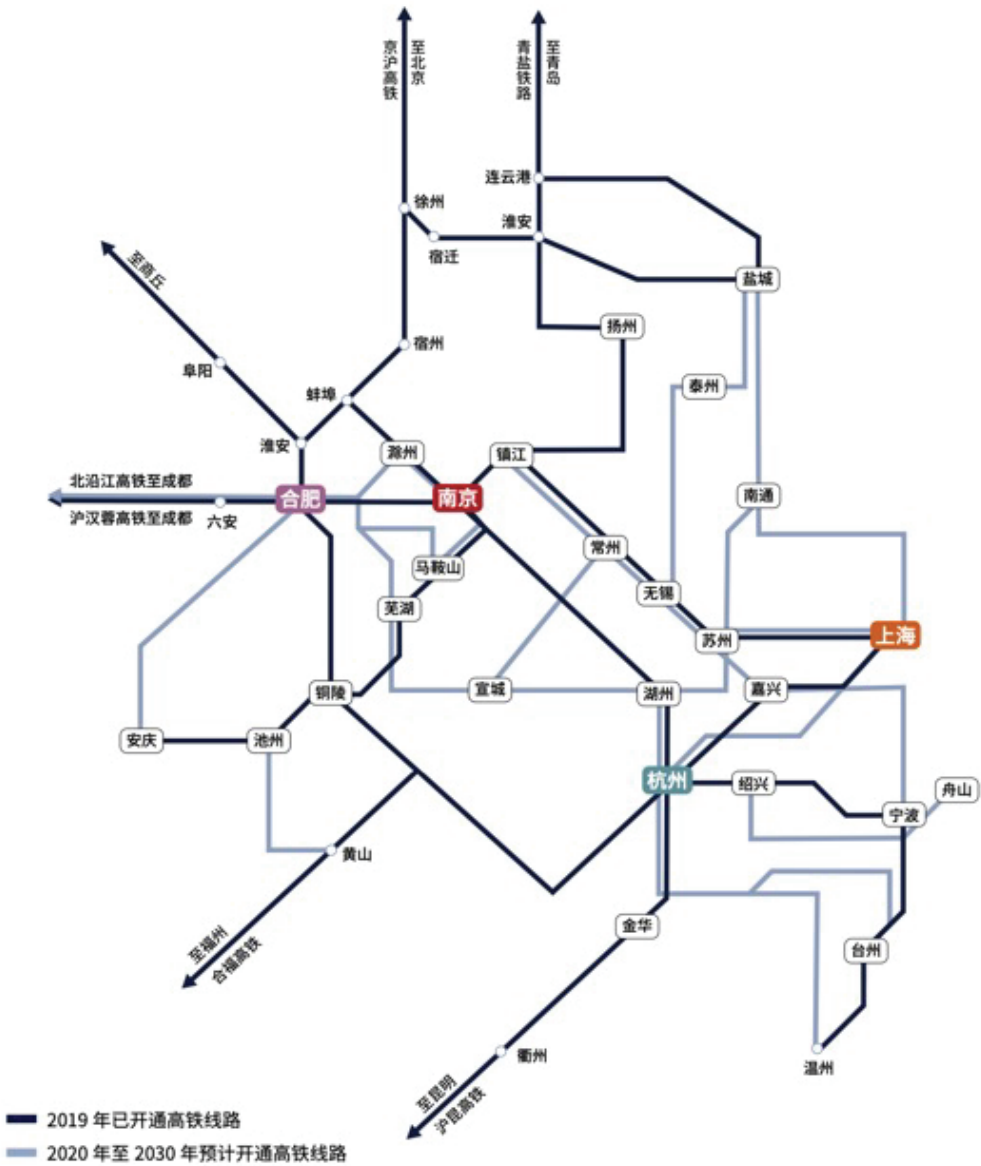 京沪高铁
至北京
青盐铁路
至青岛
连云港
徐州
淮安
宿迁
至商丘
盐城
扬州
宿州
阜阳
泰州
蚌埠
淮安
滁州
镇江
北沿江高铁至成都
合肥
南京
南通
沪汉蓉高铁至成都
六安
常州
马鞍山
无锡
芜湖
苏州
上海
铜陵
宣城
湖州
嘉兴
安庆
池州
杭州
绍兴
舟山
宁波
黄山
至福州
合福高铁
金华
台州
衢州
温州
至昆明
沪昆高铁
2019 年已开通高铁线路
2020 年至 2030 年预计开通高铁线路